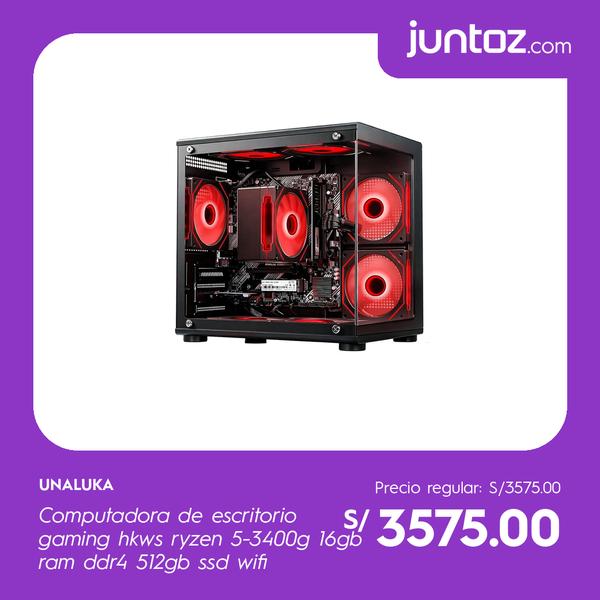 juntoz.com
UNALUKA
Precio regular: S/3575.00
Computadora de escritorio
gaming hkws ryzen 5-3400g 16gb
ram ddr4 512gb ssd wifi
S/ 3575.00